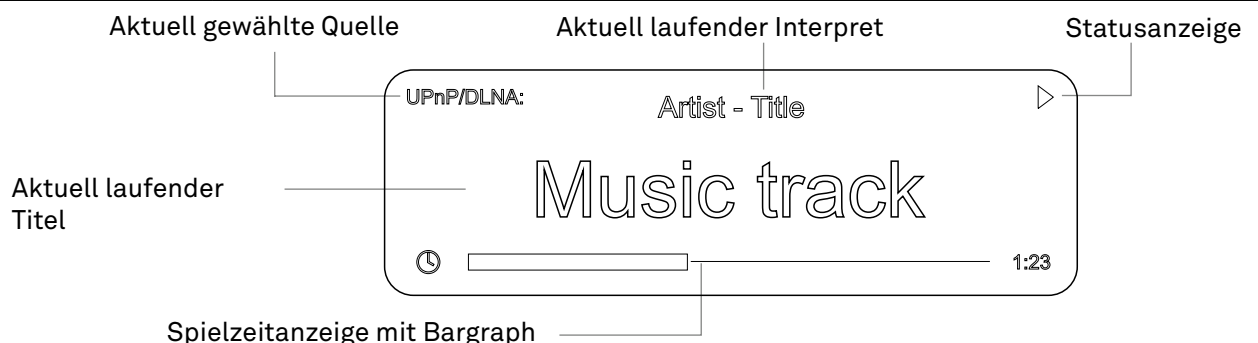 Aktuell gewählte Quelle
Aktuell laufender Interpret
Statusanzeige
UPnP/DLNA:
Artist - Title
Aktuell laufender
Titel
Music track
1:23
Spielzeitanzeige mit Bargraph